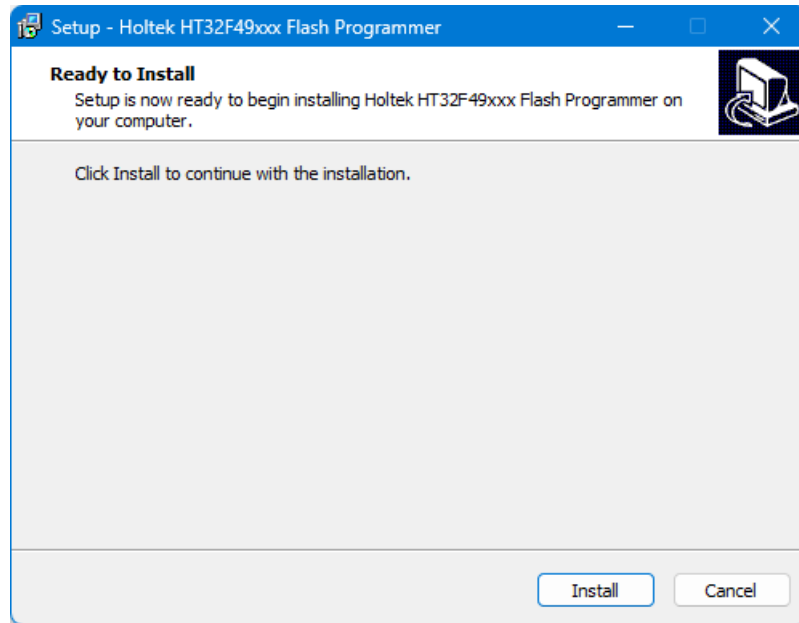 Setup - Holtek HT32F49xxx Flash Programmer
Ready to Install
Setup is now ready to begin installing Holtek HT32F49xxx Flash Programmer on
your computer.
Click Install to continue with the installation.
Install
Cancel